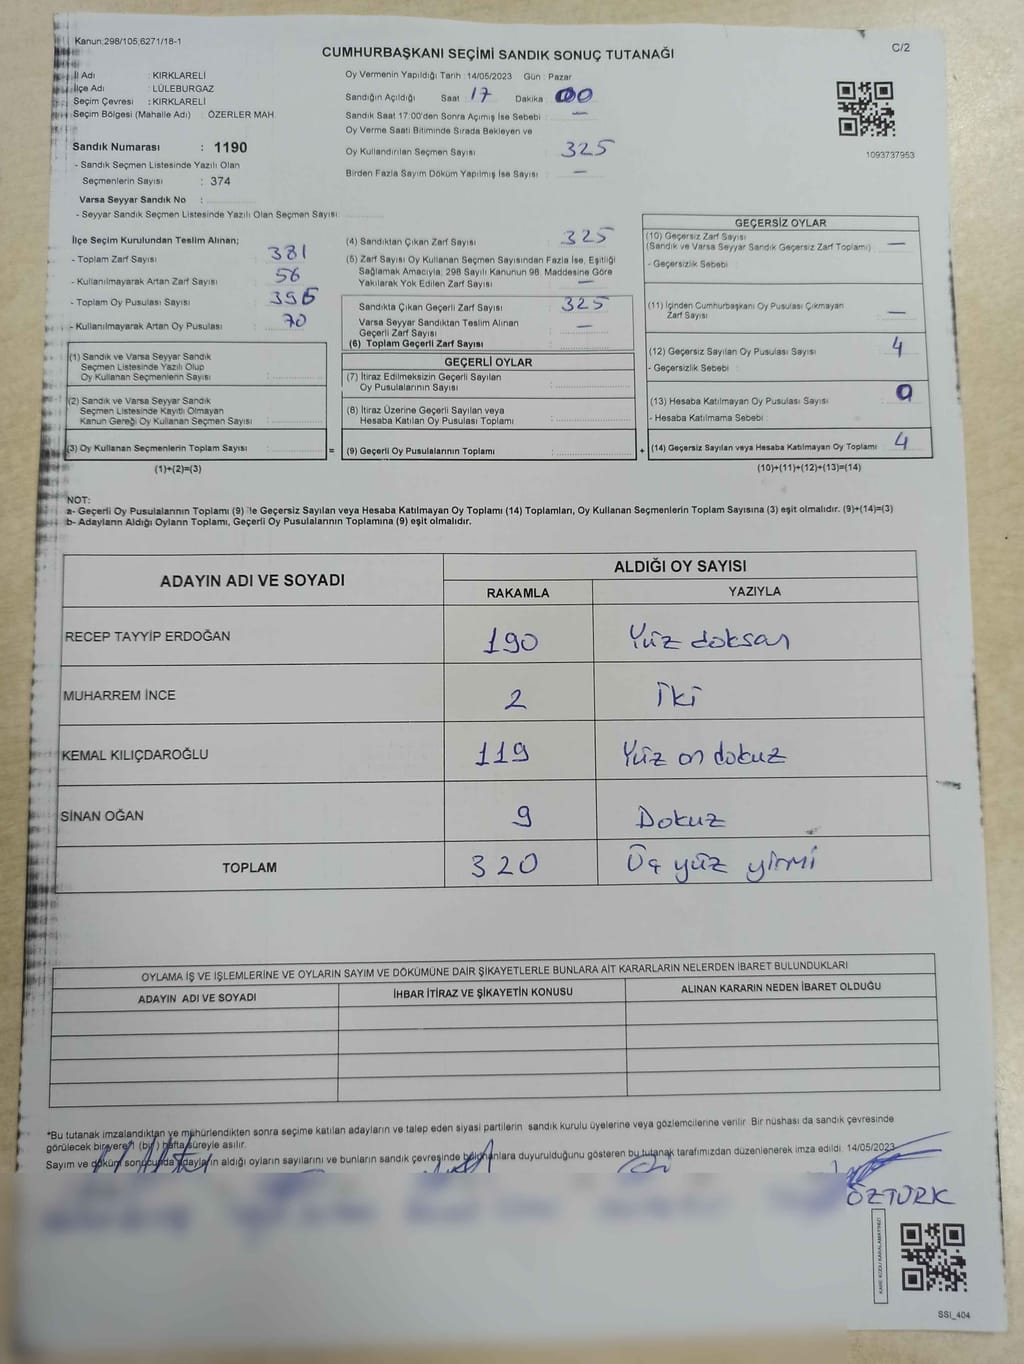 Kanun;298/105,6271/18-1
CUMHURBAŞKANI SEÇİMİ SANDIK SONUÇ TUTANAĞI
C/2
İl Adı : KIRKLARELİ
İlçe Adı : LÜLEBURGAZ
Seçim Çevresi : KIRKLARELİ
Seçim Bölgesi (Mahalle Adı) : ÖZERLER MAH.
Sandık Numarası : 1190
- Sandık Seçmen Listesinde Yazılı Olan
Seçmenlerin Sayısı : 374
Varsa Seyyar Sandık No :
- Seyyar Sandık Seçmen Listesinde Yazılı Olan Seçmen Sayısı:
Oy Vermenin Yapıldığı Tarih : 14/05/2023 Gün : Pazar
Sandığın Açıldığı Saat : 17 Dakika : 00
Sandık Saat 17:00'den Sonra Açımış İse Sebebi : —
Oy Verme Saati Bitiminde Sırada Bekleyen ve
Oy Kullandırılan Seçmen Sayısı : 325
Birden Fazla Sayım Döküm Yapılmış İse Sayısı : —
1093737953
İlçe Seçim Kurulundan Teslim Alınan;
- Toplam Zarf Sayısı : 381
- Kullanılmayarak Artan Zarf Sayısı : 56
- Toplam Oy Pusulası Sayısı : 395
- Kullanılmayarak Artan Oy Pusulası : 70
(4) Sandıktan Çıkan Zarf Sayısı : 325
(5) Zarf Sayısı Oy Kullanan Seçmen Sayısından Fazla İse, Eşitliği
Sağlamak Amacıyla, 298 Sayılı Kanunun 98. Maddesine Göre
Yakılarak Yok Edilen Zarf Sayısı : —
Sandıkta Çıkan Geçerli Zarf Sayısı : 325
Varsa Seyyar Sandıktan Teslim Alınan
Geçerli Zarf Sayısı : —
(6) Toplam Geçerli Zarf Sayısı :
GEÇERSİZ OYLAR
(10) Geçersiz Zarf Sayısı
(Sandık ve Varsa Seyyar Sandık Geçersiz Zarf Toplamı) : —
- Geçersizlik Sebebi :
(11) İçinden Cumhurbaşkanı Oy Pusulası Çıkmayan
Zarf Sayısı : —
(12) Geçersiz Sayılan Oy Pusulası Sayısı : 4
- Geçersizlik Sebebi :
(13) Hesaba Katılmayan Oy Pusulası Sayısı : 0
- Hesaba Katılmama Sebebi :
(14) Geçersiz Sayılan veya Hesaba Katılmayan Oy Toplamı : 4
(10)+(11)+(12)+(13)=(14)
(1) Sandık ve Varsa Seyyar Sandık
Seçmen Listesinde Yazılı Olup
Oy Kullanan Seçmenlerin Sayısı :
(2) Sandık ve Varsa Seyyar Sandık
Seçmen Listesinde Kayıtlı Olmayan
Kanun Gereği Oy Kullanan Seçmen Sayısı :
(3) Oy Kullanan Seçmenlerin Toplam Sayısı : =
(1)+(2)=(3)
GEÇERLİ OYLAR
(7) İtiraz Edilmeksizin Geçerli Sayılan
Oy Pusulalarının Sayısı :
(8) İtiraz Üzerine Geçerli Sayılan veya
Hesaba Katılan Oy Pusulası Toplamı :
(9) Geçerli Oy Pusulalarının Toplamı : +
NOT:
a- Geçerli Oy Pusulalarının Toplamı (9) ile Geçersiz Sayılan veya Hesaba Katılmayan Oy Toplamı (14) Toplamları, Oy Kullanan Seçmenlerin Toplam Sayısına (3) eşit olmalıdır. (9)+(14)=(3)
b- Adayların Aldığı Oyların Toplamı, Geçerli Oy Pusulalarının Toplamına (9) eşit olmalıdır.
ADAYIN ADI VE SOYADI
ALDIĞI OY SAYISI
RAKAMLA YAZIYLA
RECEP TAYYİP ERDOĞAN 190 Yüz doksan
MUHARREM İNCE 2 İki
KEMAL KILIÇDAROĞLU 119 Yüz on dokuz
SİNAN OĞAN 9 Dokuz
TOPLAM 320 Üç yüz yirmi
OYLAMA İŞ VE İŞLEMLERİNE VE OYLARIN SAYIM VE DÖKÜMÜNE DAİR ŞİKAYETLERLE BUNLARA AİT KARARLARIN NELERDEN İBARET BULUNDUKLARI
ADAYIN ADI VE SOYADI İHBAR İTİRAZ VE ŞİKAYETİN KONUSU ALINAN KARARIN NEDEN İBARET OLDUĞU
*Bu tutanak imzalandıktan ve mühürlendikten sonra seçime katılan adayların ve talep eden siyasi partilerin sandık kurulu üyelerine veya gözlemcilerine verilir. Bir nüshası da sandık çevresinde
görülecek bir yere 1 (bir) hafta süreyle asılır.
Sayım ve döküm sonucunda adayların aldığı oyların sayılarını ve bunların sandık çevresinde bulunanlara duyurulduğunu gösteren bu tutanak tarafımızdan düzenlenerek imza edildi. 14/05/2023
ÖZTÜRK
KARE KODU KARALAMAYINIZ!
SSI_404